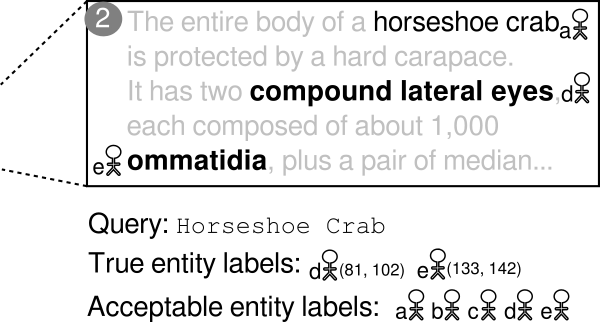 2 The entire body of a horseshoe crab a
is protected by a hard carapace.
It has two compound lateral eyes, d
each composed of about 1,000
e ommatidia, plus a pair of median...
Query: Horseshoe Crab
True entity labels: d (81, 102) e (133, 142)
Acceptable entity labels: a b c d e